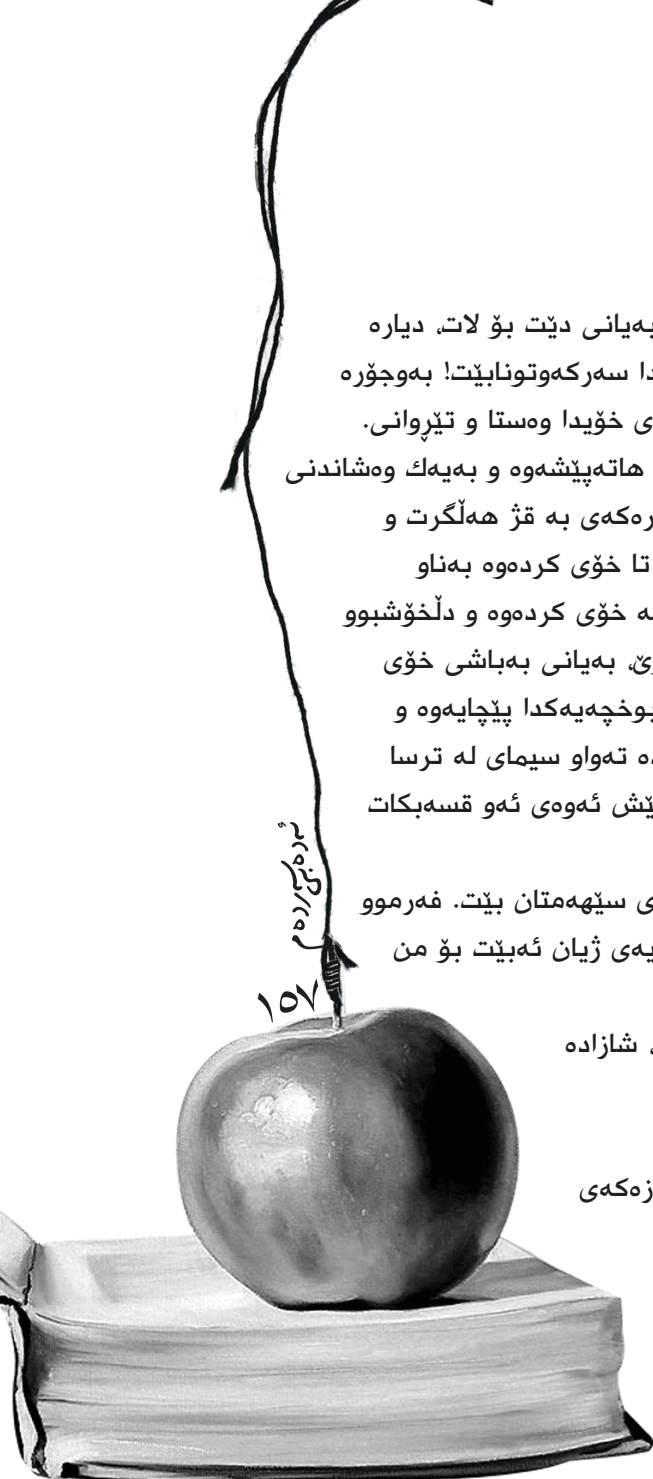 بەیانی دێت بۆ لات، دیارە
دا سەرکەوتونابێت! بەوجۆرە
ی خۆیدا وەستا و تێڕوانی.
هاتەپێشەوە و بەیەك وەشاندنی
رەکەی بە قژ هەڵگرت و
تا خۆی کردەوە بەناو
ە خۆی کردەوە و دڵخۆشبوو
ێ، بەیانی بەباشی خۆی
بوخچەیەکدا پێچایەوە و
ە تەواو سیمای لە ترسا
ێش ئەوەی ئەو قسەبکات
ی سێهەمتان بێت. فەرموو
یەی ژیان ئەبێت بۆ من
، شازادە
زەکەی
١٥٧